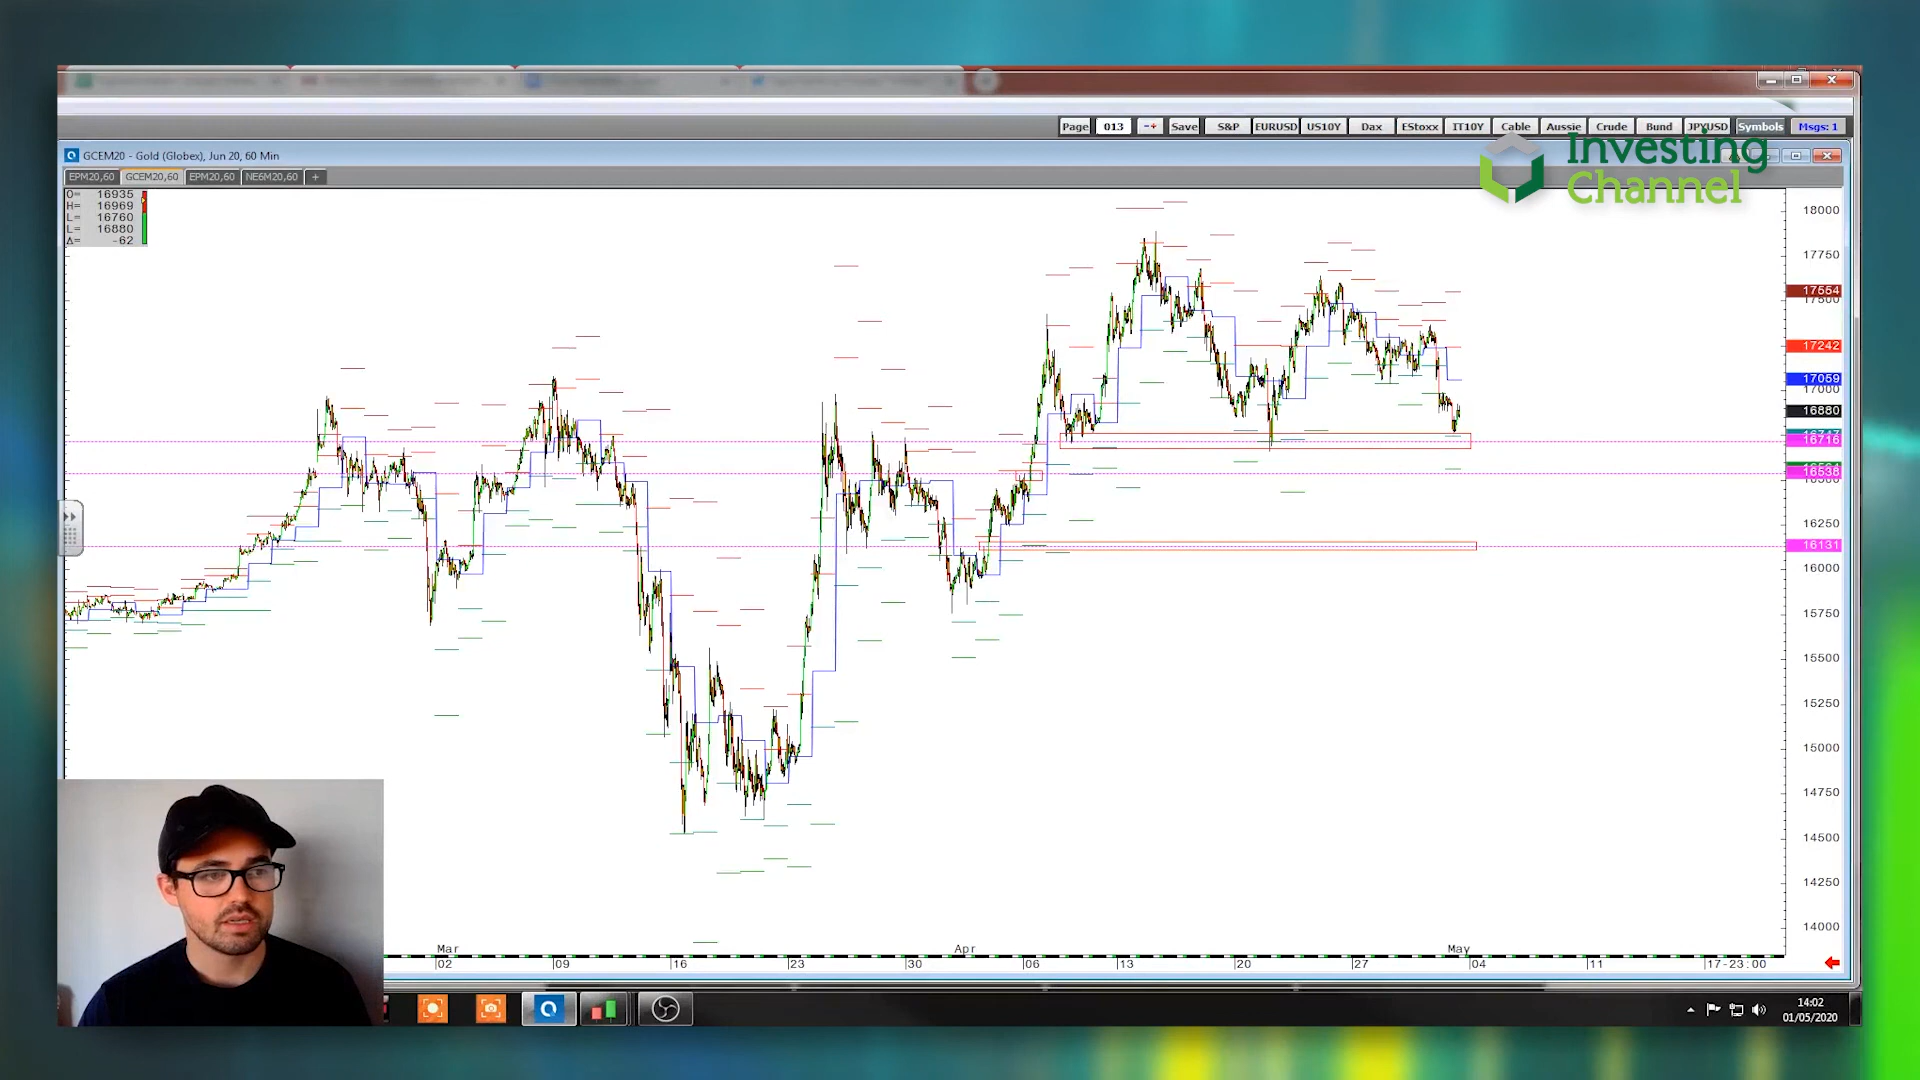 Page 013 -+ Save S&P EURUSD US10Y Dax EStoxx IT10Y Cable Aussie Crude Bund JPYUSD Symbols Msgs: 1
GCEM20 - Gold (Globex), Jun 20, 60 Min
Investing
Channel
EPM20,60 GCEM20,60 EPM20,60 NE6M20,60 +
O= 16935
H= 16969
L= 16760
L= 16880
Δ= -62
18000
17750
17554
17500
17242
17059
17000
16880
16716
16538
16250
16131
16000
15750
15500
15250
15000
14750
14500
14250
14000
Mar Apr May
02 09 16 23 30 06 13 20 27 04 11 17-23:00
14:02
01/05/2020